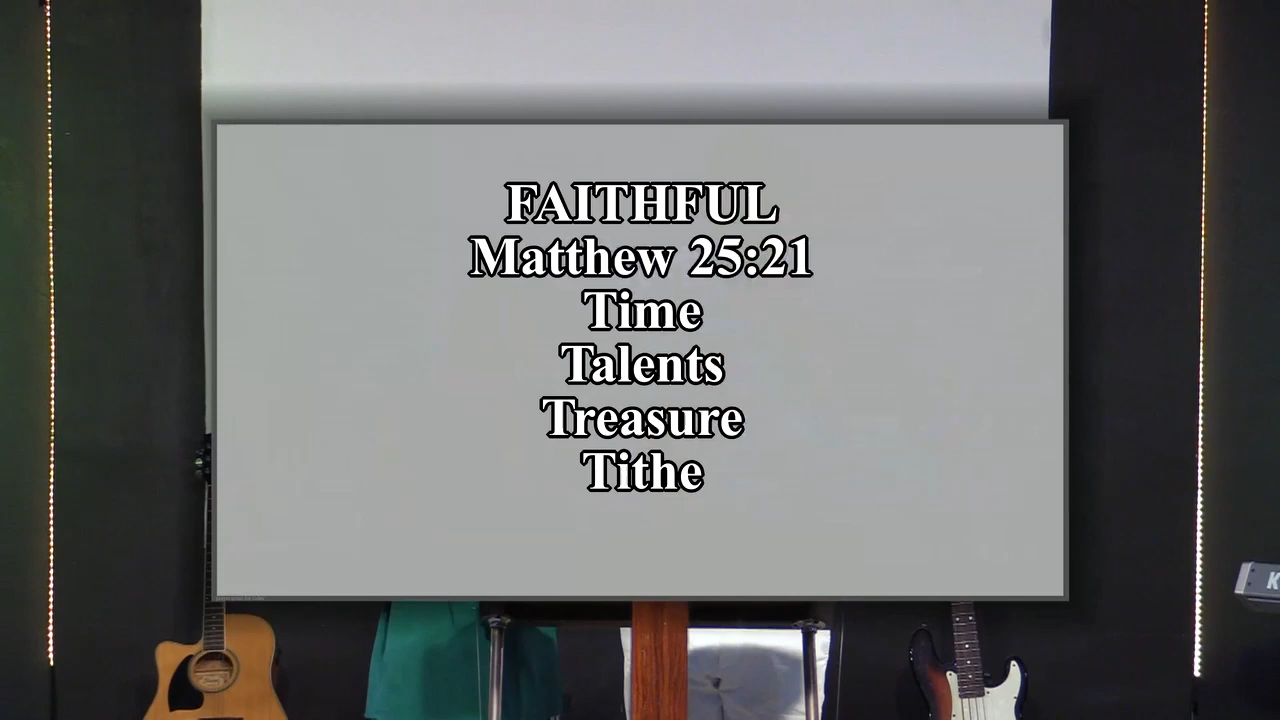 FAITHFUL
Matthew 25:21
Time
Talents
Treasure
Tithe
K